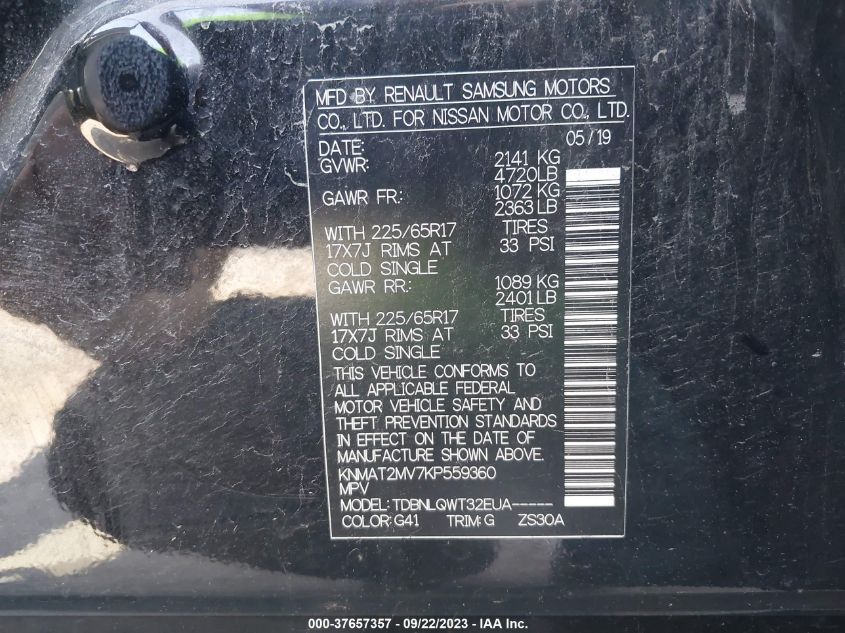 MFD BY RENAULT SAMSUNG MOTORS
CO., LTD. FOR NISSAN MOTOR CO., LTD.
DATE: 05/19
GVWR: 2141 KG
4720LB
GAWR FR: 1072 KG
2363 LB
WITH 225/65R17 TIRES
17X7J RIMS AT 33 PSI
COLD SINGLE
GAWR RR: 1089 KG
2401 LB
WITH 225/65R17 TIRES
17X7J RIMS AT 33 PSI
COLD SINGLE
THIS VEHICLE CONFORMS TO
ALL APPLICABLE FEDERAL
MOTOR VEHICLE SAFETY AND
THEFT PREVENTION STANDARDS
IN EFFECT ON THE DATE OF
MANUFACTURE SHOWN ABOVE.
KNMAT2MV7KP559360
MPV
MODEL: TDBNLQWT32EUA-----
COLOR: G41 TRIM: G ZS30A
000-37657357 - 09/22/2023 - IAA Inc.